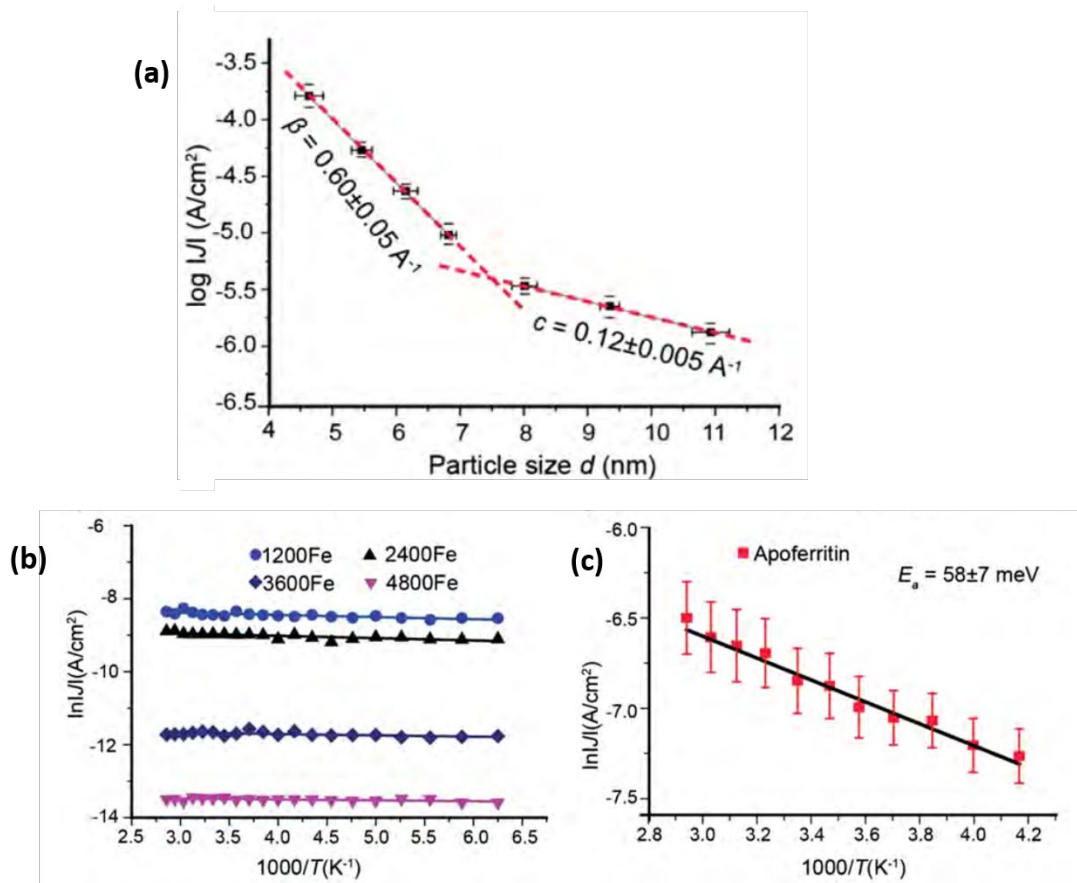 (a)
-3.5
-4.0
-4.5
-5.0
-5.5
-6.0
-6.5
log IJI (A/cm²)
β = 0.60±0.05 A⁻¹
c = 0.12±0.005 A⁻¹
4 5 6 7 8 9 10 11 12
Particle size d (nm)
(b)
-6
-8
-10
-12
-14
lnIJI(A/cm²)
1200Fe 2400Fe
3600Fe 4800Fe
2.5 3.0 3.5 4.0 4.5 5.0 5.5 6.0 6.5
1000/T(K⁻¹)
(c)
-6.0
-6.5
-7.0
-7.5
lnIJI(A/cm²)
Apoferritin
Eₐ = 58±7 meV
2.8 3.0 3.2 3.4 3.6 3.8 4.0 4.2
1000/T(K⁻¹)